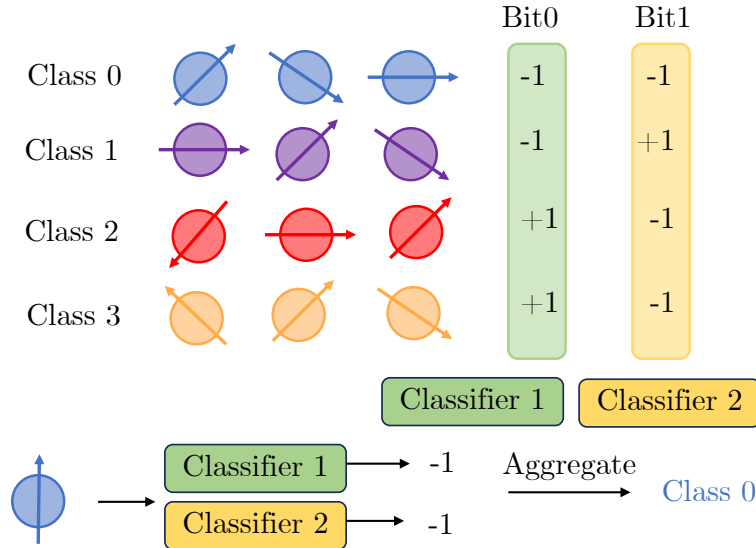 Bit0 Bit1
Class 0 -1 -1
Class 1 -1 +1
Class 2 +1 -1
Class 3 +1 -1
Classifier 1 Classifier 2
Classifier 1 -1 Aggregate Class 0
Classifier 2 -1